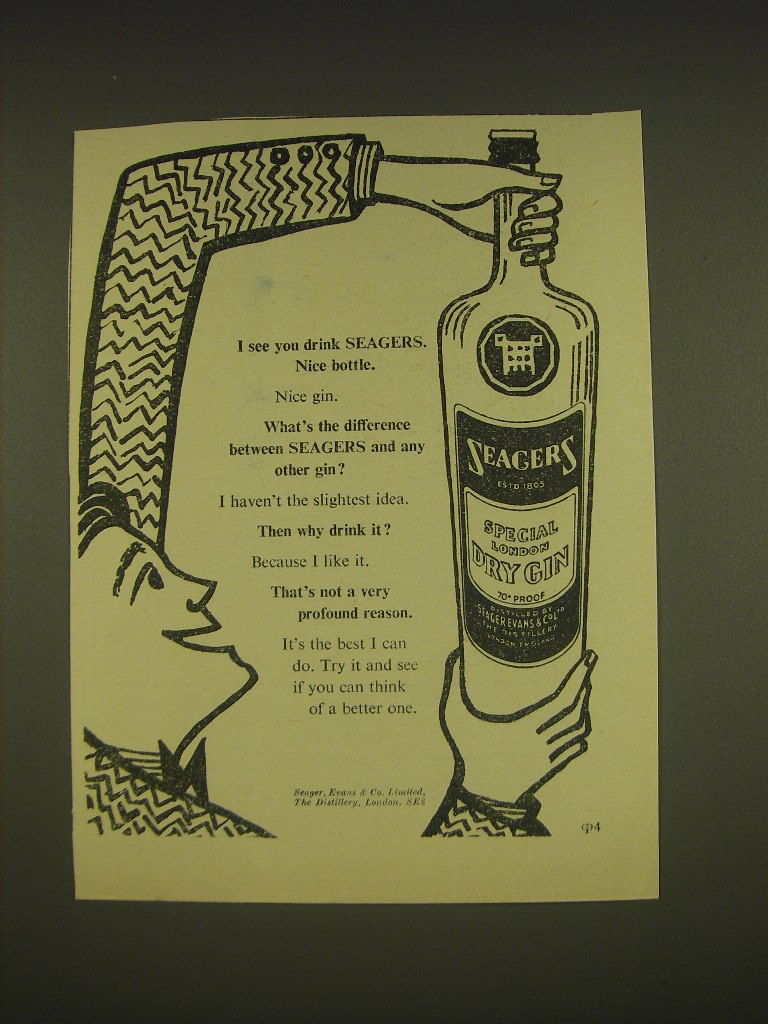 I see you drink SEAGERS.
Nice bottle.
Nice gin.
What's the difference
between SEAGERS and any
other gin?
I haven't the slightest idea.
Then why drink it?
Because I like it.
That's not a very
profound reason.
It's the best I can
do. Try it and see
if you can think
of a better one.
Seager, Evans & Co. Limited,
The Distillery, London, SE8
SEAGERS
ESTD 1805
SPECIAL
LONDON
DRY GIN
70° PROOF
DISTILLED BY
SEAGER EVANS & Co LTD
THE DISTILLERY
LONDON ENGLAND
D4